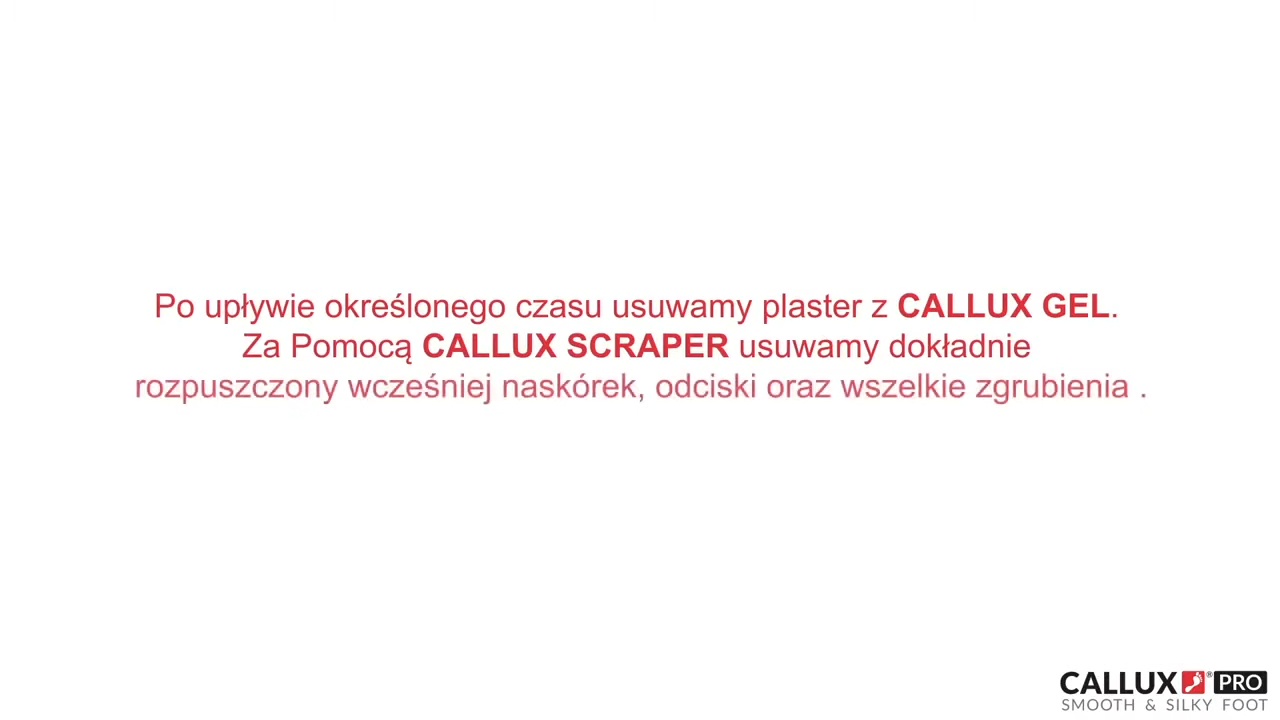 Po upływie określonego czasu usuwamy plaster z CALLUX GEL.
Za Pomocą CALLUX SCRAPER usuwamy dokładnie
rozpuszczony wcześniej naskórek, odciski oraz wszelkie zgrubienia .
CALLUX ® PRO
SMOOTH & SILKY FOOT